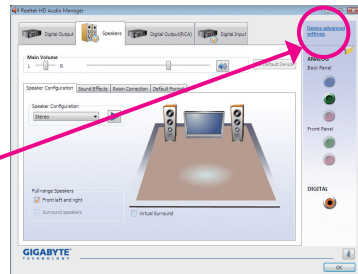 Realtek HD Audio Manager
Digital Output
Speakers
Digital Output(RCA)
Digital Input
Device advanced
settings
Main Volume
L
R
Default Device
ANALOG
Back Panel
Speaker Configuration
Sound Effects
Room Correction
Default Format
Speaker Configuration
Stereo
Front Panel
Full-range Speakers
Front left and right
Surround speakers
Virtual Surround
DIGITAL
GIGABYTE
TECHNOLOGY
OK